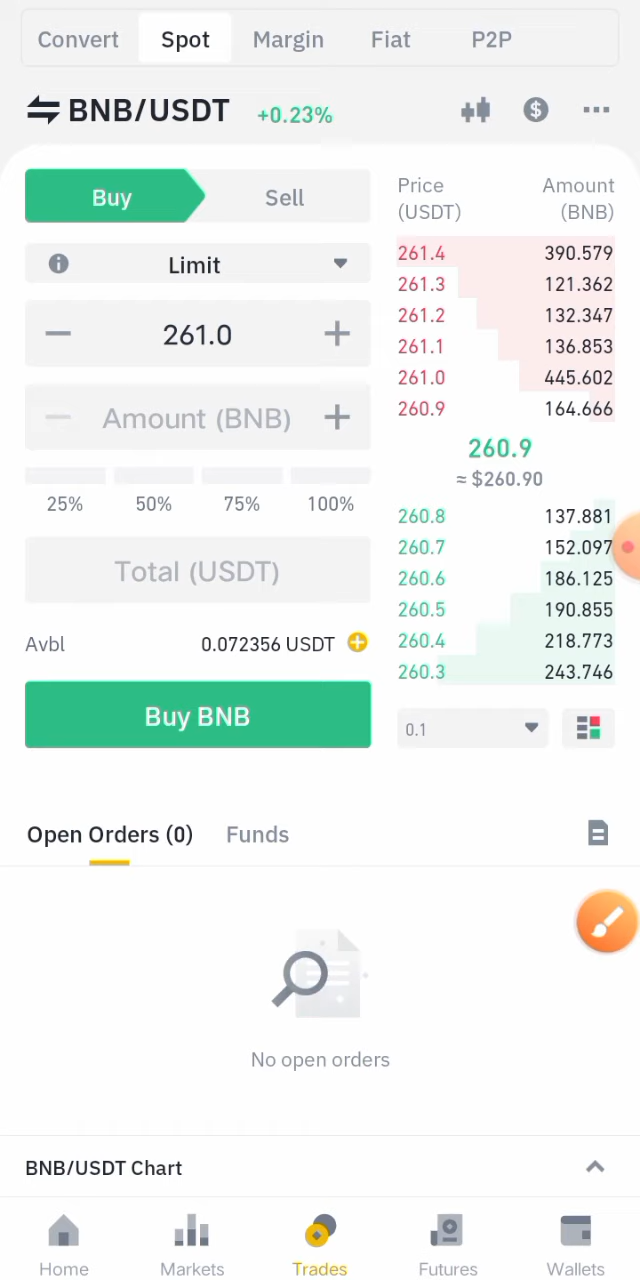 Convert Spot Margin Fiat P2P
BNB/USDT +0.23%
Buy Sell
Limit
261.0
Amount (BNB)
25% 50% 75% 100%
Total (USDT)
Avbl 0.072356 USDT
Buy BNB
Price Amount
(USDT) (BNB)
261.4 390.579
261.3 121.362
261.2 132.347
261.1 136.853
261.0 445.602
260.9 164.666
260.9
≈ $260.90
260.8 137.881
260.7 152.097
260.6 186.125
260.5 190.855
260.4 218.773
260.3 243.746
0.1
Open Orders (0) Funds
No open orders
BNB/USDT Chart
Home Markets Trades Futures Wallets